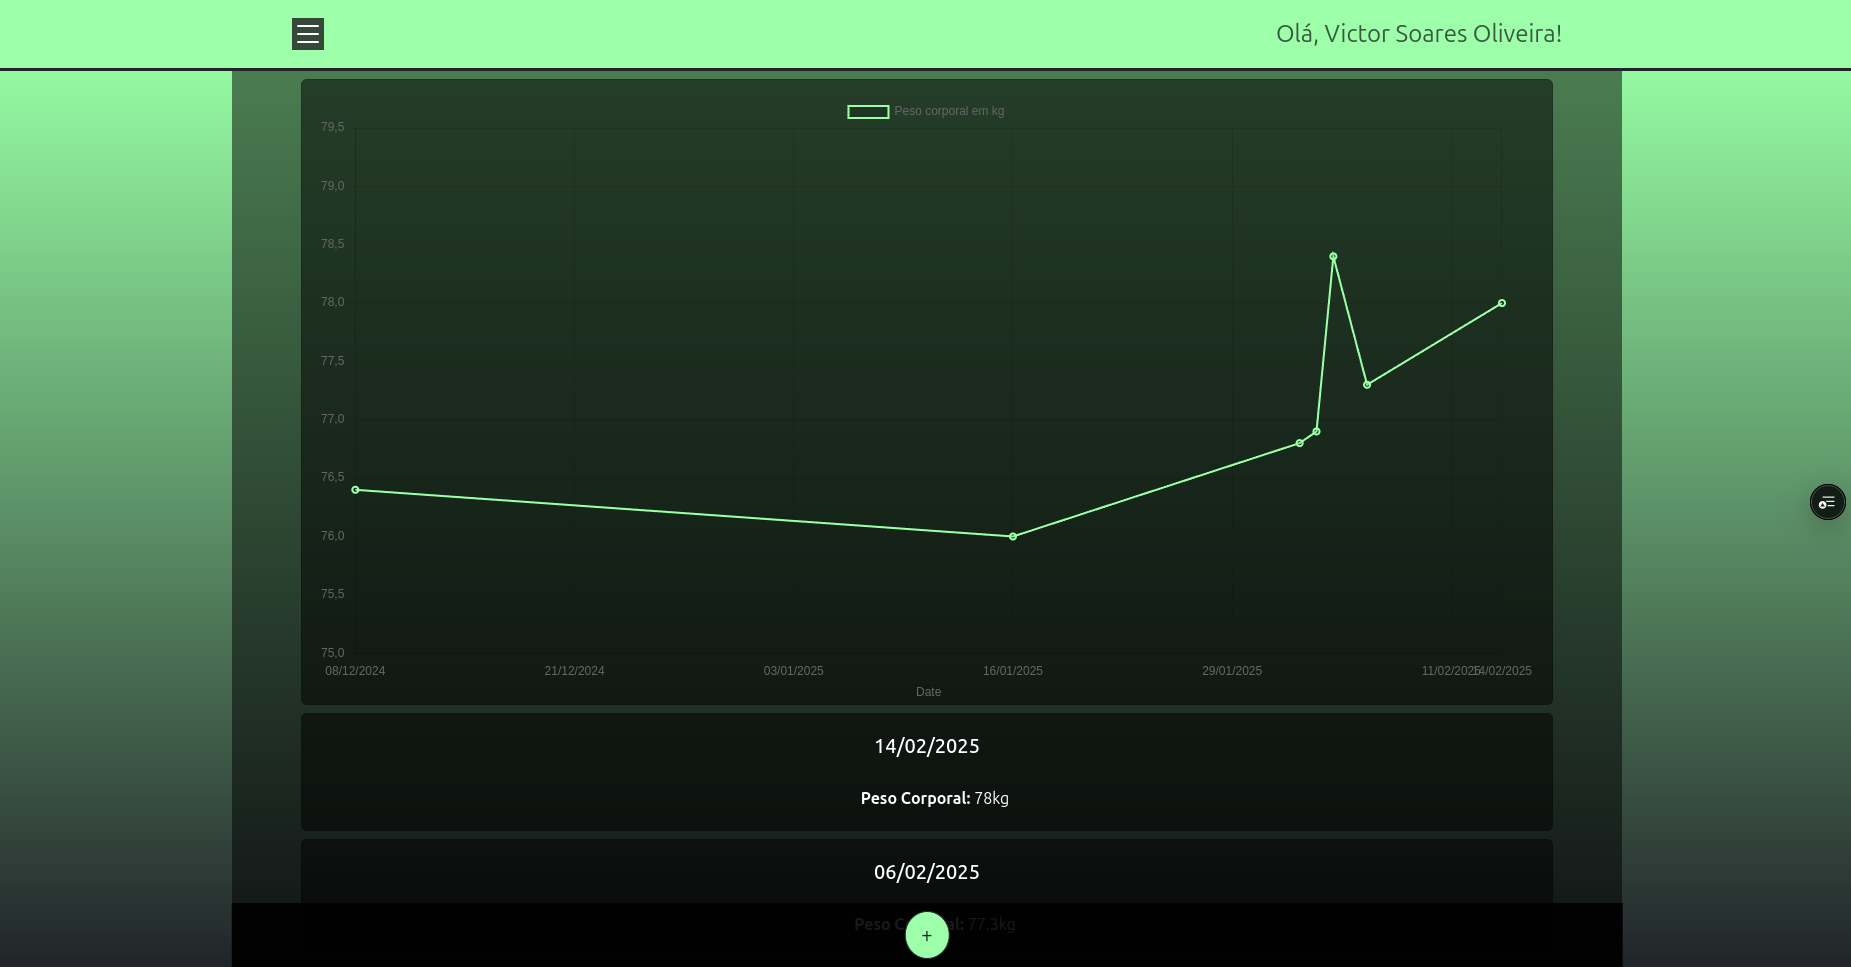 Olá, Victor Soares Oliveira!
Peso corporal em kg
79,5
79,0
78,5
78,0
77,5
77,0
76,5
76,0
75,5
75,0
08/12/2024 21/12/2024 03/01/2025 16/01/2025 29/01/2025 11/02/2025 14/02/2025
Date
14/02/2025
Peso Corporal: 78kg
06/02/2025
Peso Corporal: 77.3kg
+